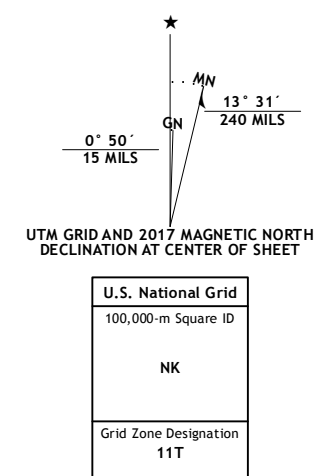 ★
MN
13° 31´
240 MILS
GN
0° 50´
15 MILS
UTM GRID AND 2017 MAGNETIC NORTH
DECLINATION AT CENTER OF SHEET
U.S. National Grid
100,000-m Square ID
NK
Grid Zone Designation
11T